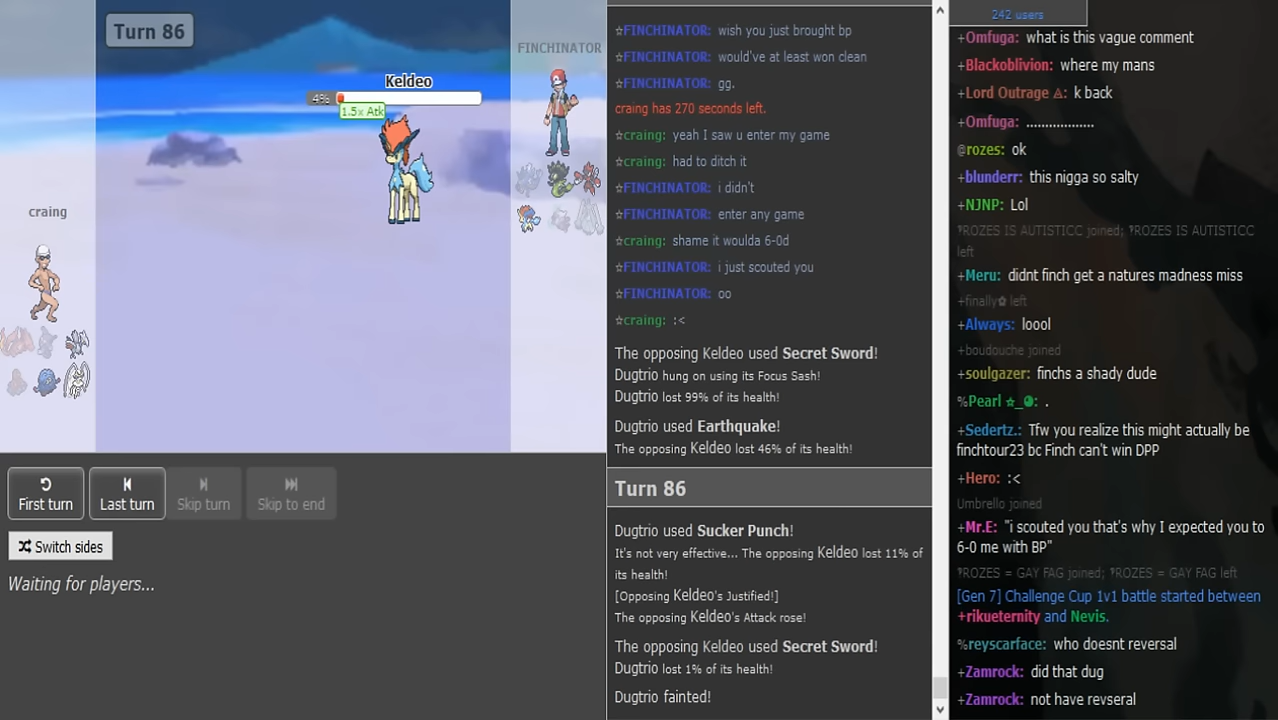 Turn 86
Keldeo
4%
1.5x Atk
craing
FINCHINATOR
First turn
Last turn
Skip turn
Skip to end
Switch sides
Waiting for players...
☆FINCHINATOR: wish you just brought bp
☆FINCHINATOR: would've at least won clean
☆FINCHINATOR: gg.
craing has 270 seconds left.
☆craing: yeah I saw u enter my game
☆craing: had to ditch it
☆FINCHINATOR: i didn't
☆FINCHINATOR: enter any game
☆craing: shame it woulda 6-0d
☆FINCHINATOR: i just scouted you
☆FINCHINATOR: oo
☆craing: :<
The opposing Keldeo used Secret Sword!
Dugtrio hung on using its Focus Sash!
Dugtrio lost 99% of its health!
Dugtrio used Earthquake!
The opposing Keldeo lost 46% of its health!
Turn 86
Dugtrio used Sucker Punch!
It's not very effective... The opposing Keldeo lost 11% of
its health!
[Opposing Keldeo's Justified!]
The opposing Keldeo's Attack rose!
The opposing Keldeo used Secret Sword!
Dugtrio lost 1% of its health!
Dugtrio fainted!
242 users
+Omfuga: what is this vague comment
+Blackoblivion: where my mans
+Lord Outrage ⟁: k back
+Omfuga: ..................
@rozes: ok
+blunderr: this nigga so salty
+NJNP: Lol
‽ROZES IS AUTISTICC joined; ‽ROZES IS AUTISTICC
left
+Meru: didnt finch get a natures madness miss
+finally✿ left
+Always: loool
+boudouche joined
+soulgazer: finchs a shady dude
%Pearl ☆_◕: .
+Sedertz.: Tfw you realize this might actually be
finchtour23 bc Finch can't win DPP
+Hero: :<
Umbrello joined
+Mr.E: "i scouted you that's why I expected you to
6-0 me with BP"
‽ROZES = GAY FAG joined; ‽ROZES = GAY FAG left
[Gen 7] Challenge Cup 1v1 battle started between
+rikueternity and Nevis.
%reyscarface: who doesnt reversal
+Zamrock: did that dug
+Zamrock: not have revseral